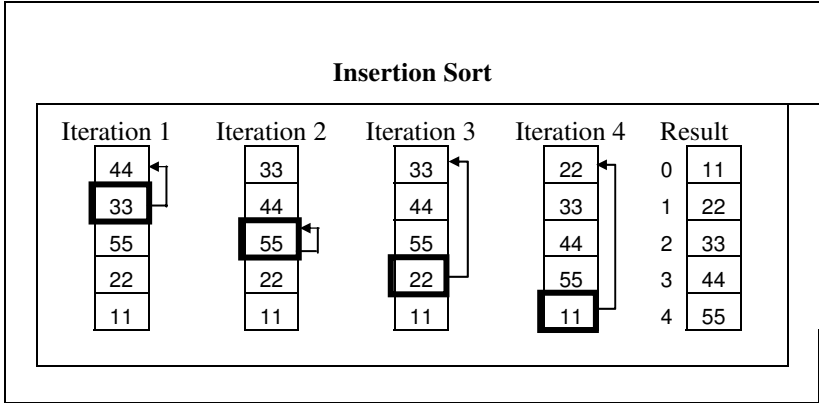 Insertion Sort
Iteration 1 Iteration 2 Iteration 3 Iteration 4 Result
44 33 33 22 0 11
33 44 44 33 1 22
55 55 55 44 2 33
22 22 22 55 3 44
11 11 11 11 4 55